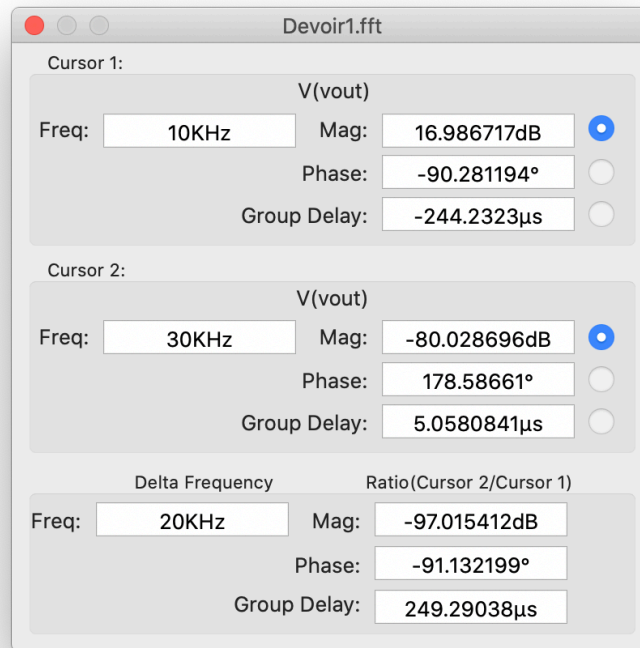 Devoir1.fft
Cursor 1:
V(vout)
Freq: 10KHz Mag: 16.986717dB
Phase: -90.281194°
Group Delay: -244.2323µs
Cursor 2:
V(vout)
Freq: 30KHz Mag: -80.028696dB
Phase: 178.58661°
Group Delay: 5.0580841µs
Delta Frequency Ratio(Cursor 2/Cursor 1)
Freq: 20KHz Mag: -97.015412dB
Phase: -91.132199°
Group Delay: 249.29038µs